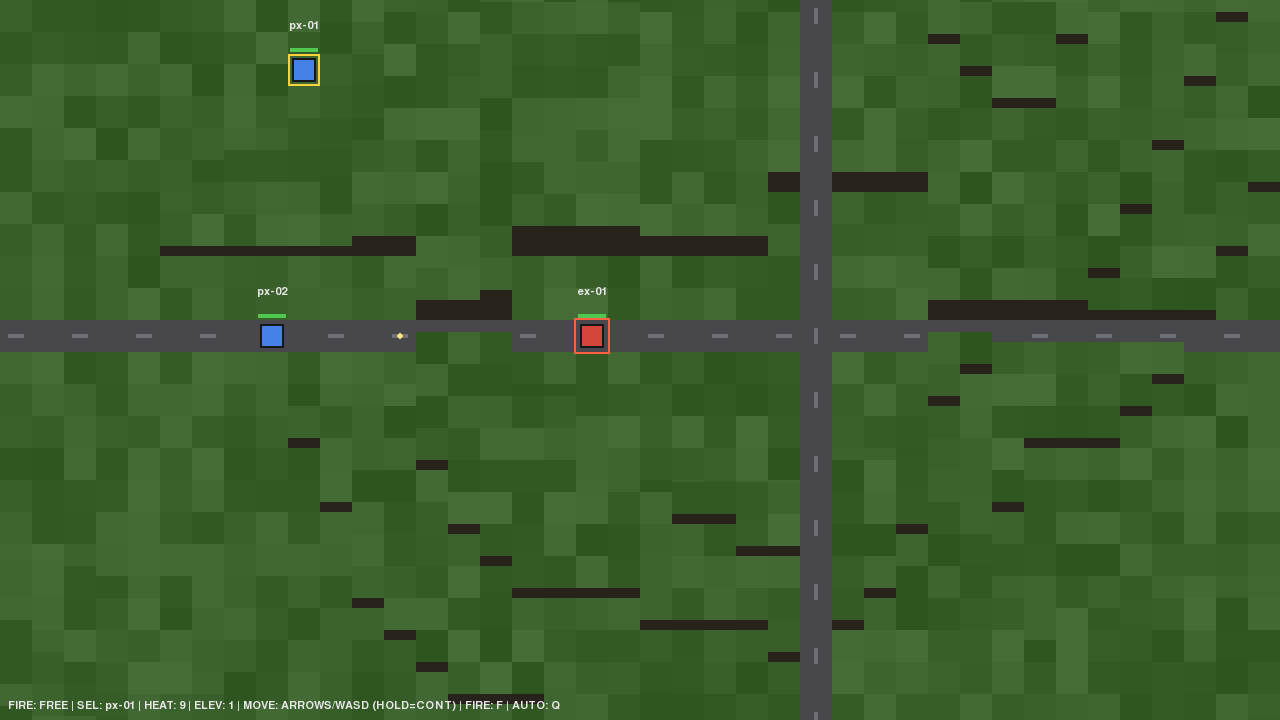 px-01
px-02
ex-01
FIRE: FREE | SEL: px-01 | HEAT: 9 | ELEV: 1 | MOVE: ARROWS/WASD (HOLD=CONT) | FIRE: F | AUTO: Q